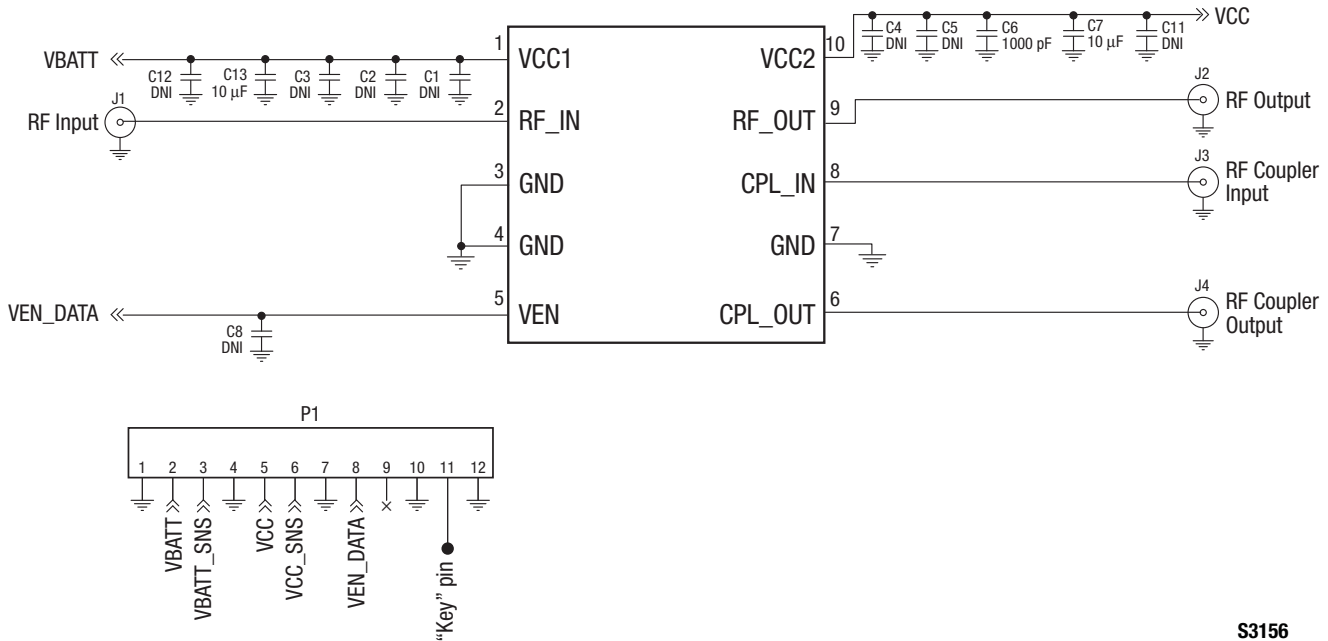 VCC
C4
DNI
C5
DNI
C6
1000 pF
C7
10 µF
C11
DNI
VBATT
C12
DNI
C13
10 µF
C3
DNI
C2
DNI
C1
DNI
1
VCC1
VCC2
10
J1
RF Input
2
RF_IN
RF_OUT
9
J2
RF Output
3
GND
CPL_IN
8
J3
RF Coupler
Input
4
GND
GND
7
VEN_DATA
C8
DNI
5
VEN
CPL_OUT
6
J4
RF Coupler
Output
P1
1 2 3 4 5 6 7 8 9 10 11 12
VBATT
VBATT_SNS
VCC
VCC_SNS
VEN_DATA
"Key" pin
S3156